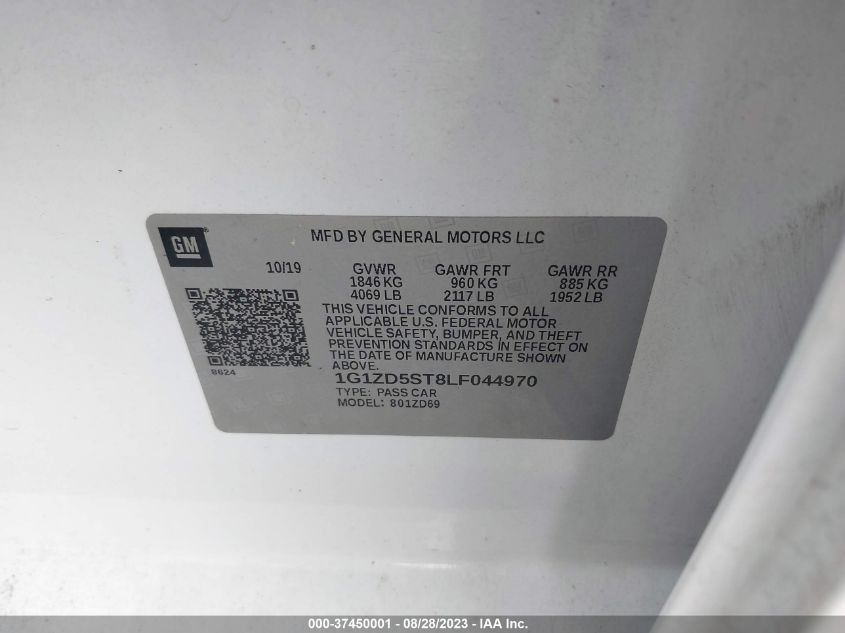 GM®
MFD BY GENERAL MOTORS LLC
10/19 GVWR GAWR FRT GAWR RR
1846 KG 960 KG 885 KG
4069 LB 2117 LB 1952 LB
THIS VEHICLE CONFORMS TO ALL
APPLICABLE U.S. FEDERAL MOTOR
VEHICLE SAFETY, BUMPER, AND THEFT
PREVENTION STANDARDS IN EFFECT ON
THE DATE OF MANUFACTURE SHOWN
ABOVE.
8624
1G1ZD5ST8LF044970
TYPE: PASS CAR
MODEL: 801ZD69
000-37450001 - 08/28/2023 - IAA Inc.